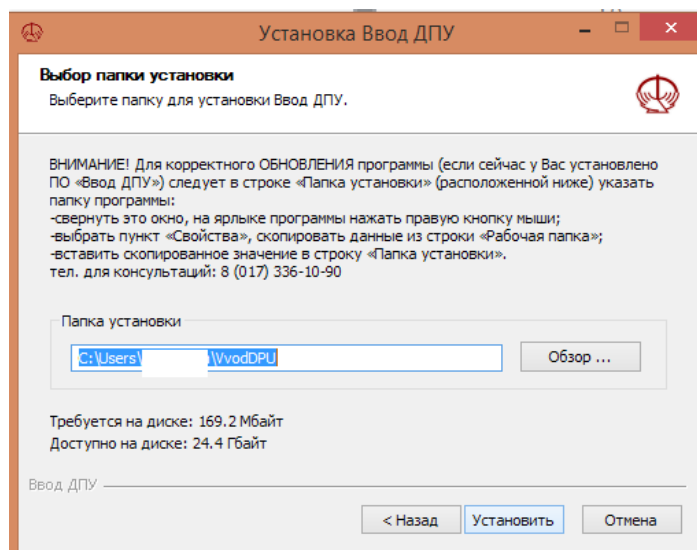 Установка Ввод ДПУ
Выбор папки установки
Выберите папку для установки Ввод ДПУ.
ВНИМАНИЕ! Для корректного ОБНОВЛЕНИЯ программы (если сейчас у Вас установлено
ПО «Ввод ДПУ») следует в строке «Папка установки» (расположенной ниже) указать
папку программы:
-свернуть это окно, на ярлыке программы нажать правую кнопку мыши;
-выбрать пункт «Свойства», скопировать данные из строки «Рабочая папка»;
-вставить скопированное значение в строку «Папка установки».
тел. для консультаций: 8 (017) 336-10-90
Папка установки
C:\Users\ \VvodDPU
Обзор ...
Требуется на диске: 169.2 Мбайт
Доступно на диске: 24.4 Гбайт
Ввод ДПУ
< Назад Установить Отмена